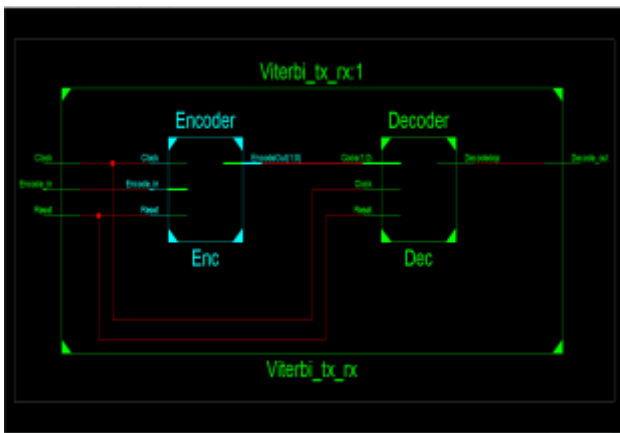 Viterbi_tx_rx:1
Encoder Decoder
Clock Clock EncodeOut(1:0) Code(1:0) Decode_out
Encode_in Encode_in Clock
Reset Reset Reset
Enc Dec
Viterbi_tx_rx